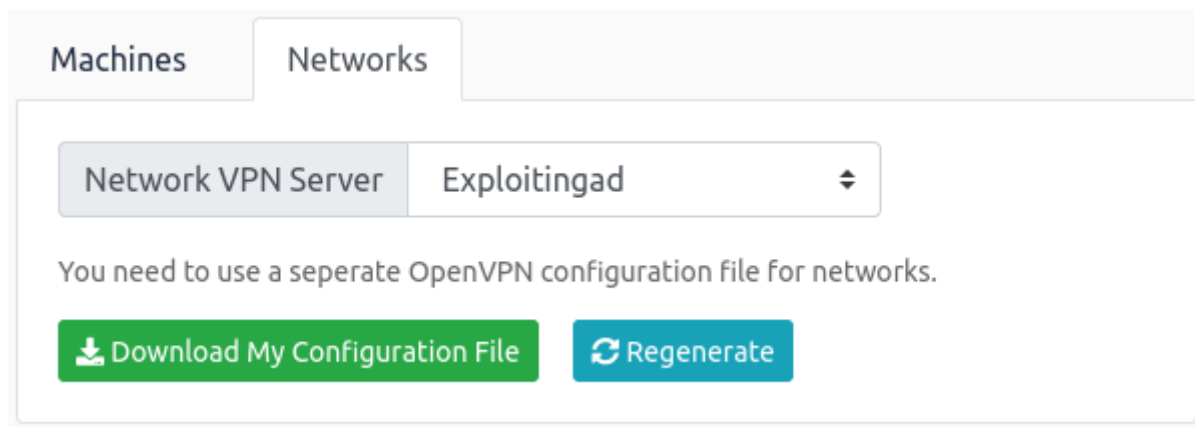 Machines Networks
Network VPN Server Exploitingad
You need to use a seperate OpenVPN configuration file for networks.
Download My Configuration File Regenerate